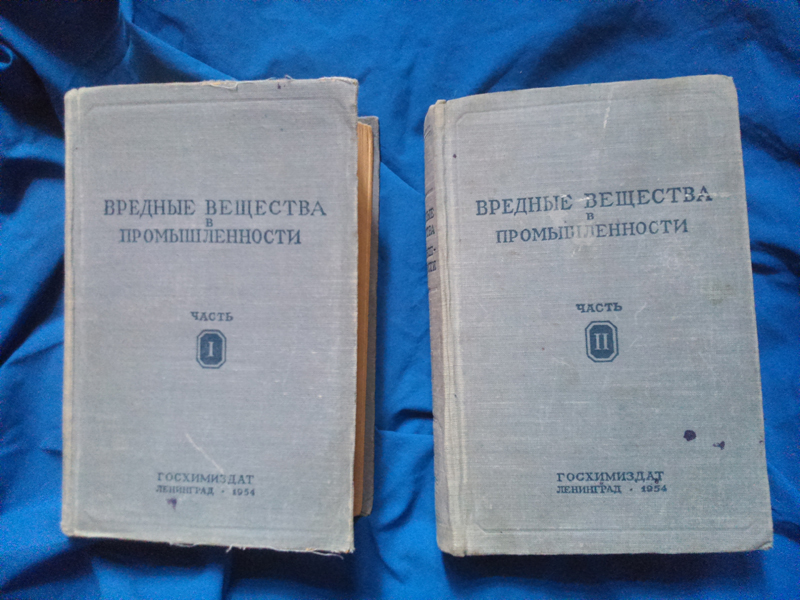 ВРЕДНЫЕ ВЕЩЕСТВА
В
ПРОМЫШЛЕННОСТИ
ЧАСТЬ
I
ГОСХИМИЗДАТ
ЛЕНИНГРАД · 1954
ВРЕДНЫЕ ВЕЩЕСТВА
В
ПРОМЫШЛЕННОСТИ
ЧАСТЬ
II
ГОСХИМИЗДАТ
ЛЕНИНГРАД · 1954